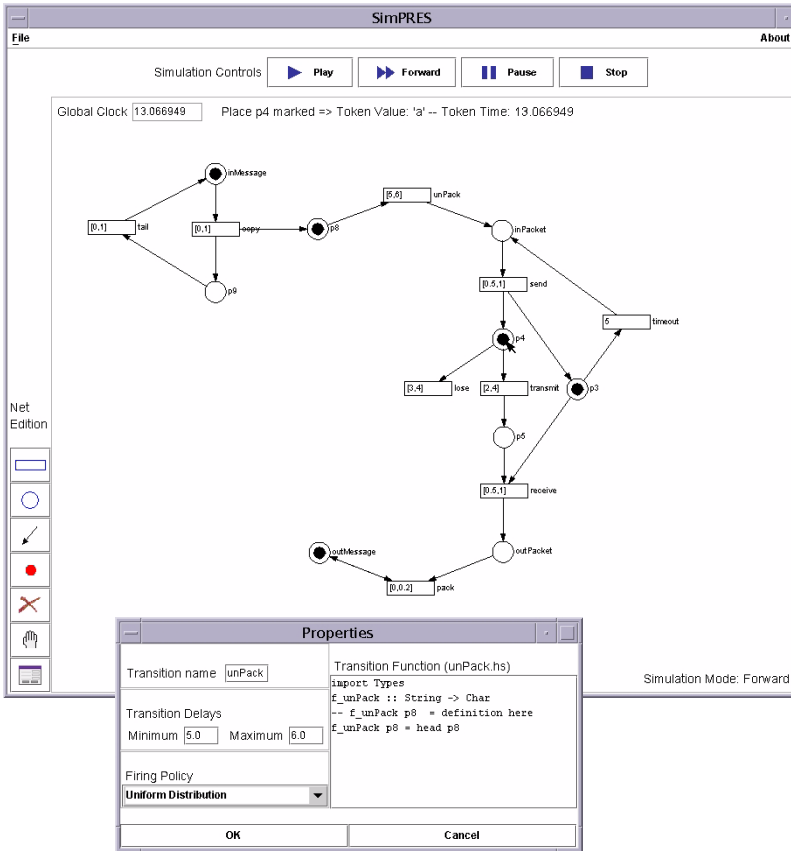 SimPRES
File About
Simulation Controls Play Forward Pause Stop
Global Clock 13.066949 Place p4 marked => Token Value: 'a' -- Token Time: 13.066949
inMessage
[5,6] unPack
[0,1] tail
[0,1] copy
p8
inPacket
p9
[0.5,1] send
5 timeout
p4
[3,4] lose
[2,4] transmit
p3
Net
Edition
p5
[0.5,1] receive
outMessage
outPacket
[0,0.2] pack
Properties
Transition name unPack
Transition Delays
Minimum 5.0 Maximum 6.0
Firing Policy
Uniform Distribution
Transition Function (unPack.hs)
import Types
f_unPack :: String -> Char
-- f_unPack p8  = definition here
f_unPack p8 = head p8
Simulation Mode: Forward
OK Cancel